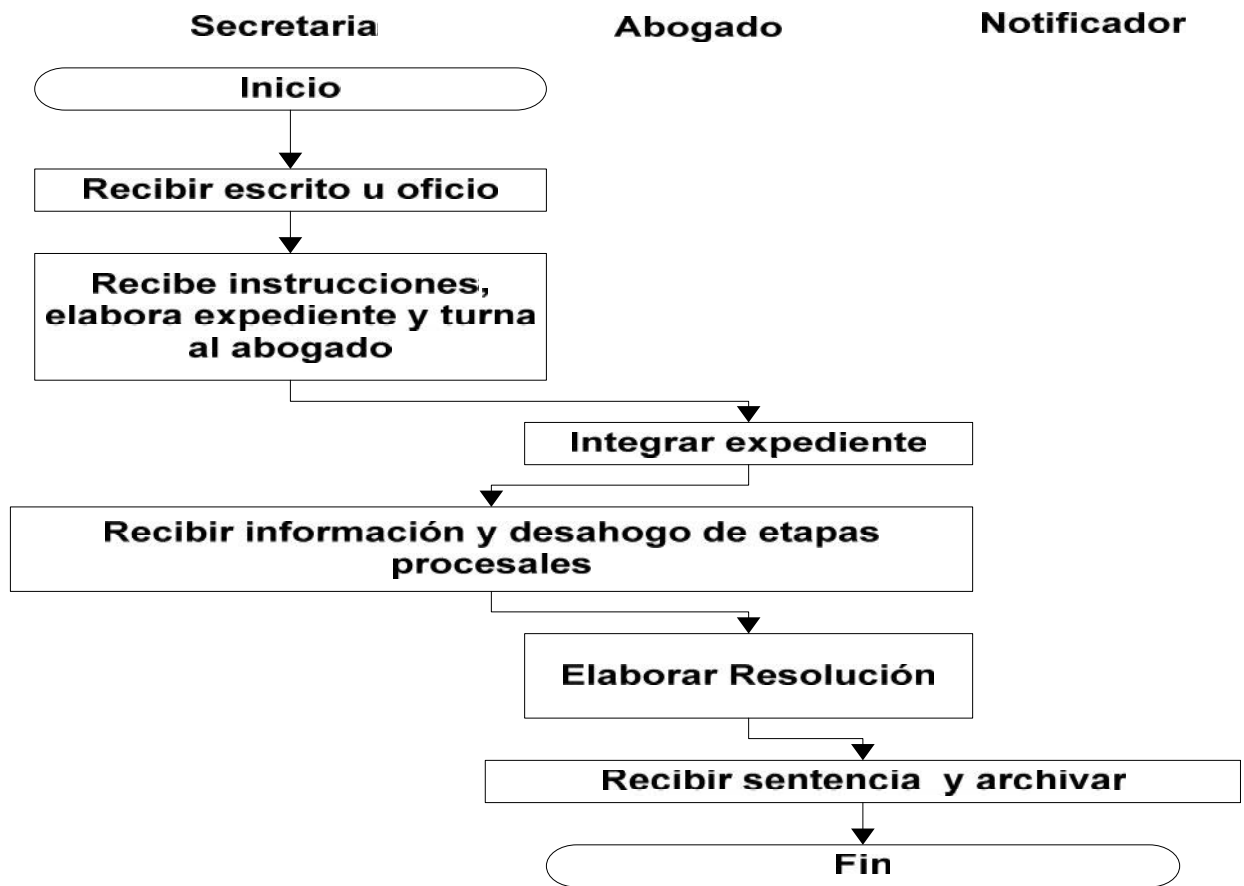 Secretaria Abogado Notificador
Inicio
Recibir escrito u oficio
Recibe instrucciones,
elabora expediente y turna
al abogado
Integrar expediente
Recibir información y desahogo de etapas
procesales
Elaborar Resolución
Recibir sentencia y archivar
Fin